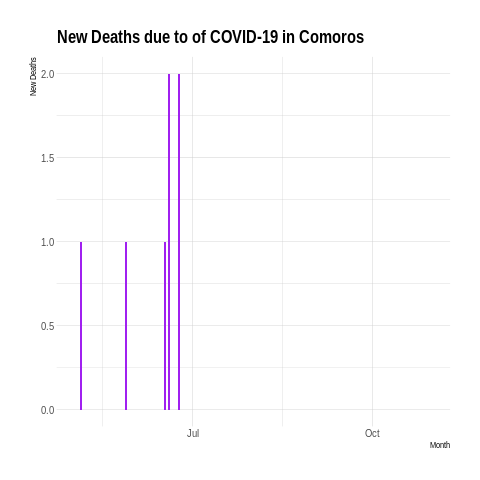 New Deaths due to of COVID-19 in Comoros
New Deaths
2.0
1.5
1.0
0.5
0.0
Jul
Oct
Month